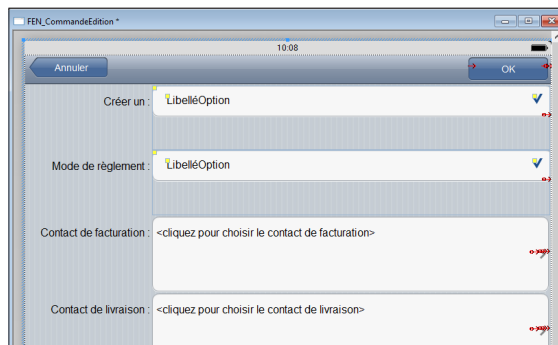 FEN_CommandeEdition *
10:08
Annuler
OK
Créer un :
LibelléOption
Mode de règlement :
LibelléOption
Contact de facturation :
<cliquez pour choisir le contact de facturation>
Contact de livraison :
<cliquez pour choisir le contact de livraison>